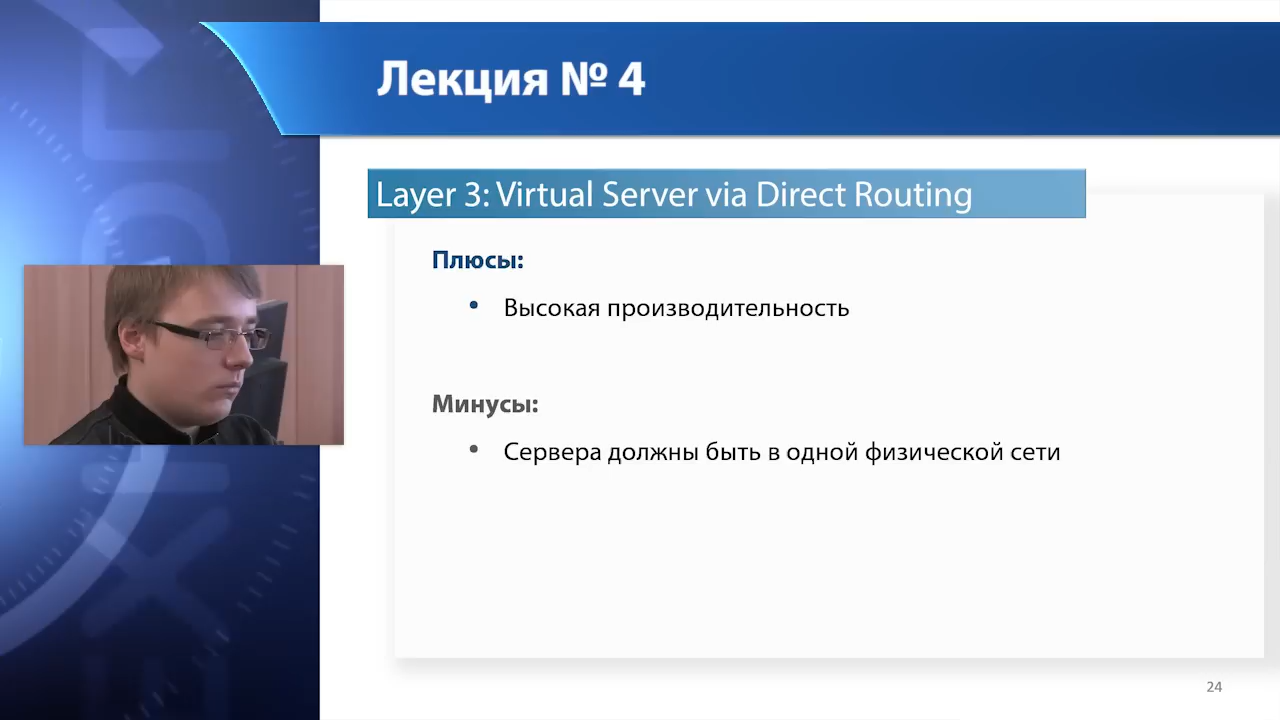 Лекция № 4
Layer 3: Virtual Server via Direct Routing
Плюсы:
• Высокая производительность
Минусы:
• Сервера должны быть в одной физической сети
24